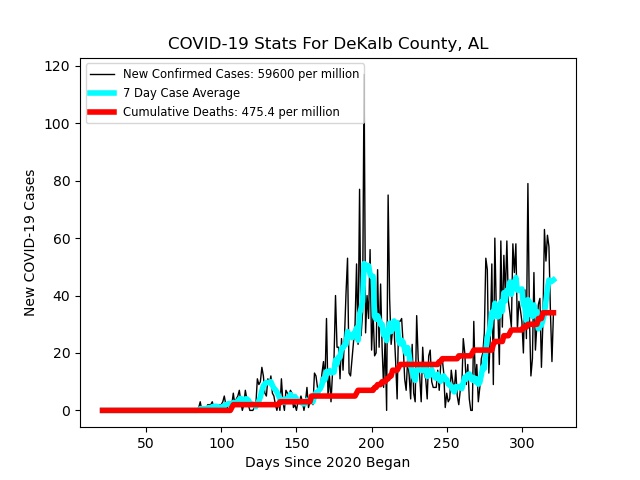 COVID-19 Stats For DeKalb County, AL
New Confirmed Cases: 59600 per million
7 Day Case Average
Cumulative Deaths: 475.4 per million
120
100
80
60
40
20
0
New COVID-19 Cases
50 100 150 200 250 300
Days Since 2020 Began